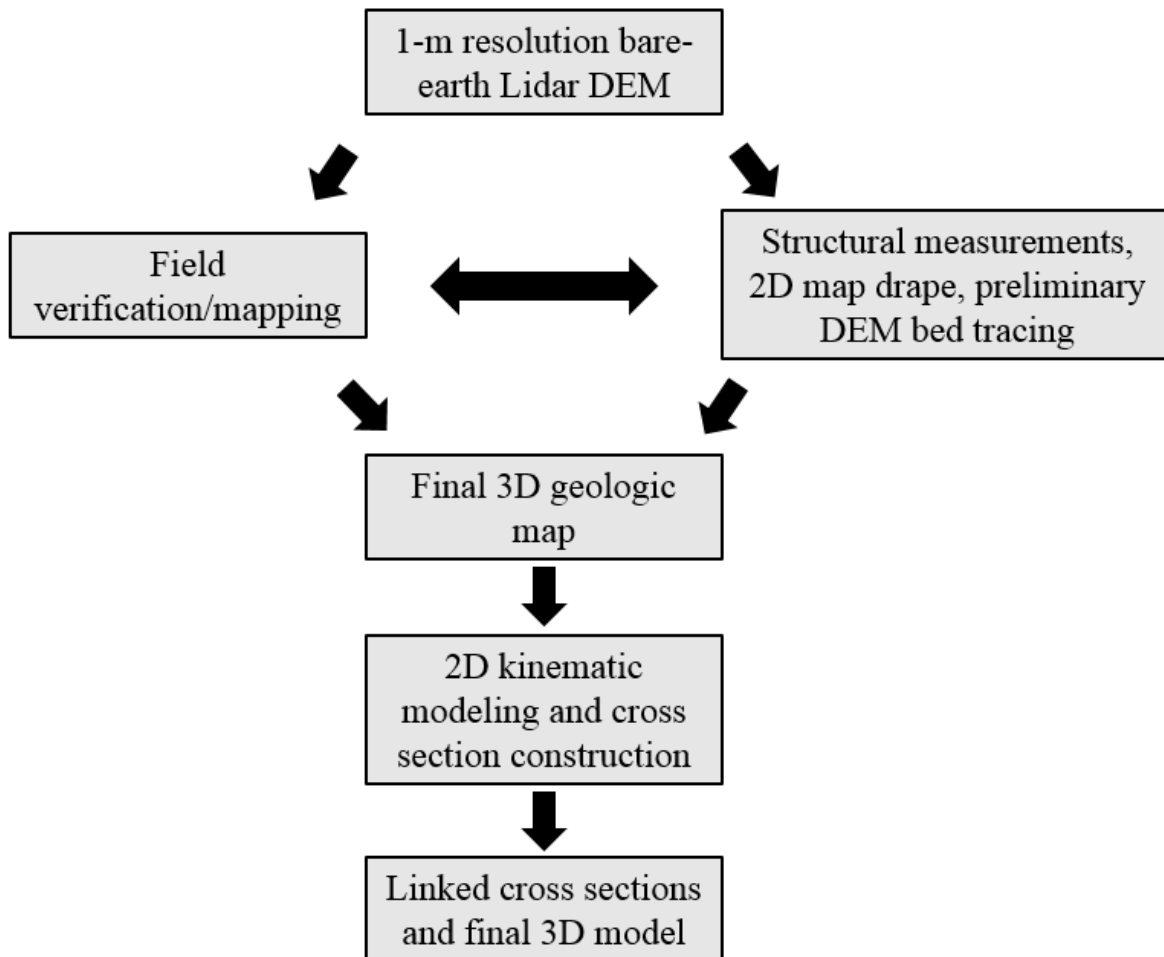 1-m resolution bare-
earth Lidar DEM
Field
verification/mapping
Structural measurements,
2D map drape, preliminary
DEM bed tracing
Final 3D geologic
map
2D kinematic
modeling and cross
section construction
Linked cross sections
and final 3D model